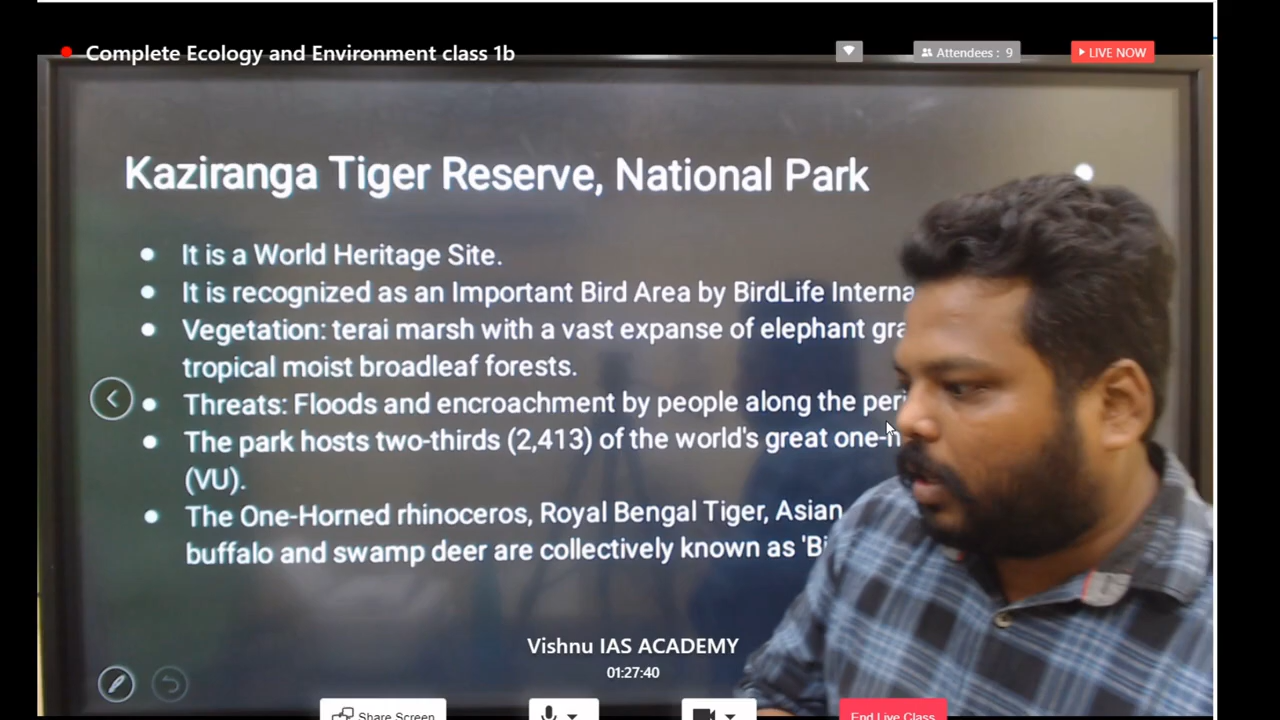 Complete Ecology and Environment class 1b
Attendees : 9
LIVE NOW
Kaziranga Tiger Reserve, National Park
It is a World Heritage Site.
It is recognized as an Important Bird Area by BirdLife Interna
Vegetation: terai marsh with a vast expanse of elephant gra
tropical moist broadleaf forests.
Threats: Floods and encroachment by people along the peri
The park hosts two-thirds (2,413) of the world's great one-h
(VU).
The One-Horned rhinoceros, Royal Bengal Tiger, Asian
buffalo and swamp deer are collectively known as 'Bi
Vishnu IAS ACADEMY
01:27:40
Share Screen
End Live Class